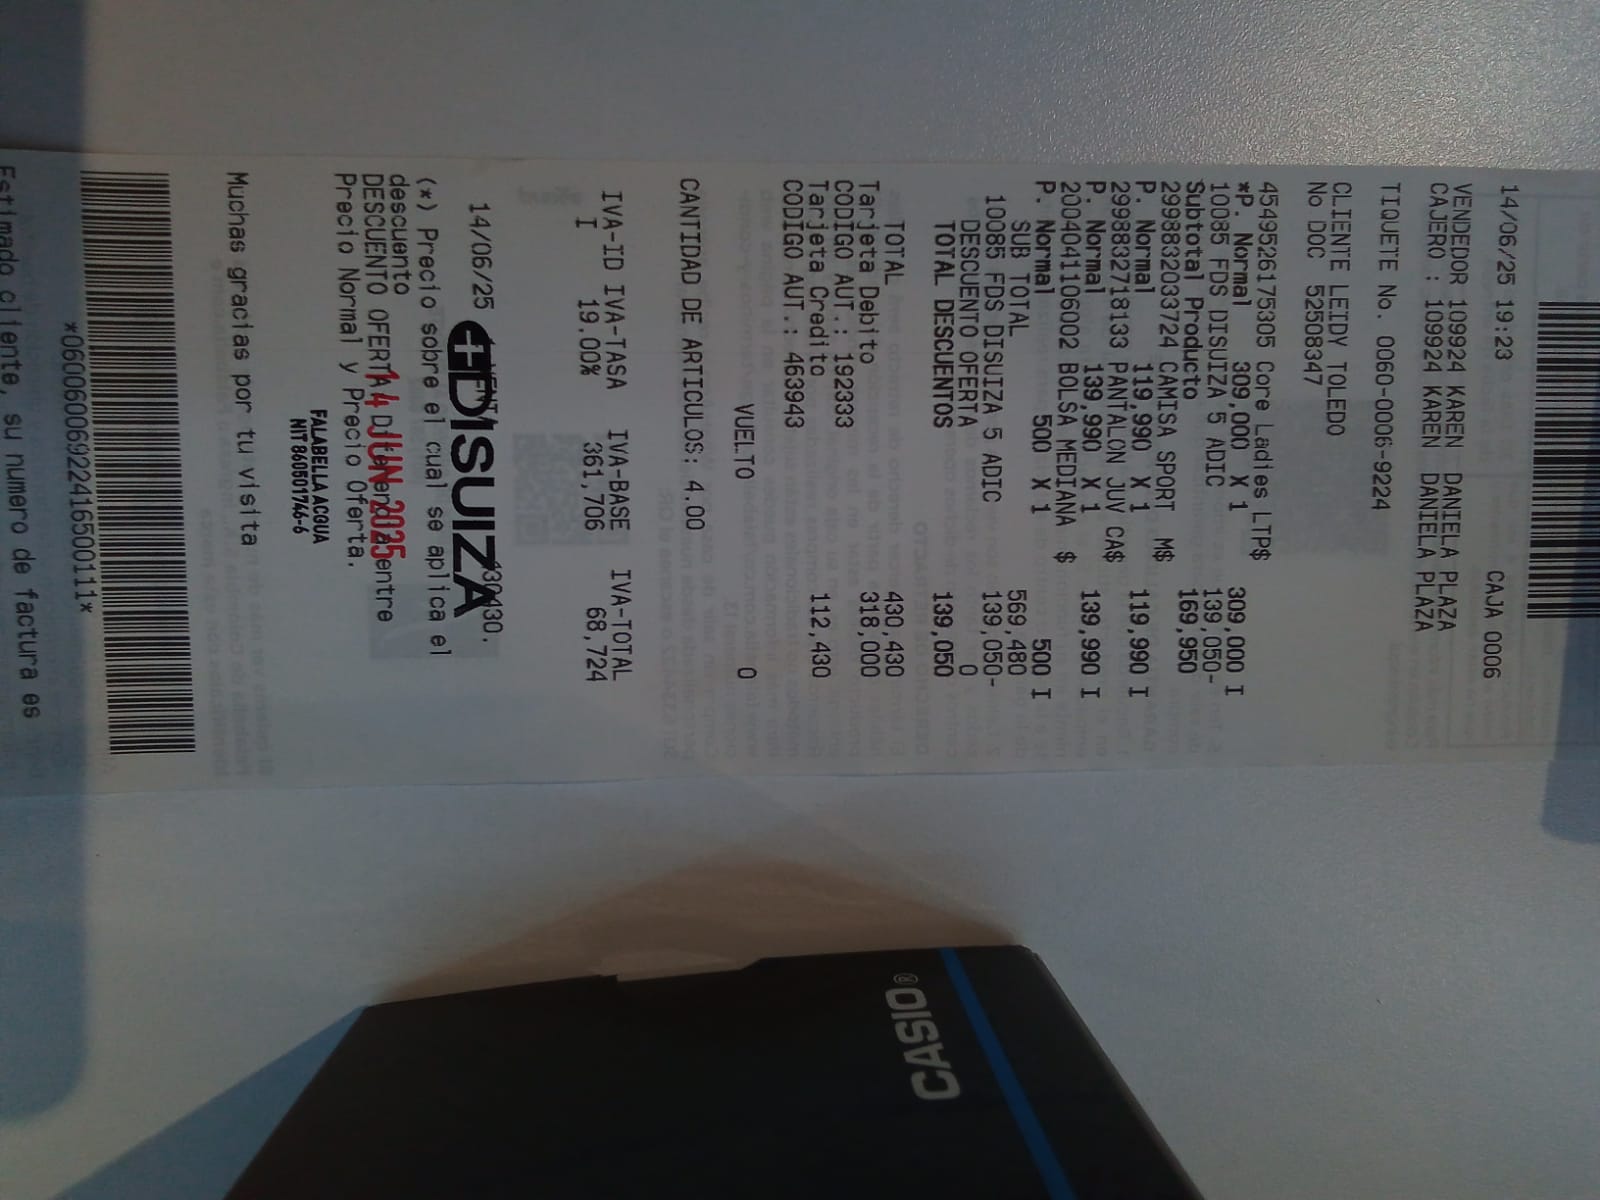 14/06/25 19:23 CAJA 0006
VENDEDOR 109924 KAREN DANIELA PLAZA
CAJERO : 109924 KAREN DANIELA PLAZA
TIQUETE No. 0060-0006-9224
CLIENTE LEIDY TOLEDO
No DOC 52508347
4549526175305 Core Ladies LTP$
*P. Normal 309,000 X 1 309,000 I
10085 FDS DISUIZA 5 ADIC 139,050-
Subtotal Producto 169,950
2998832033724 CAMISA SPORT M$
P. Normal 119,990 X 1 119,990 I
2998832718133 PANTALON JUV CA$
P. Normal 139,990 X 1 139,990 I
2004041106002 BOLSA MEDIANA $
P. Normal 500 X 1 500 I
SUB TOTAL 569,480
10085 FDS DISUIZA 5 ADIC 139,050-
DESCUENTO OFERTA 0
TOTAL DESCUENTOS 139,050
TOTAL 430,430
Tarjeta Debito 318,000
CODIGO AUT.: 192333
Tarjeta Credito 112,430
CODIGO AUT.: 463943
VUELTO 0
CANTIDAD DE ARTICULOS: 4.00
IVA-ID IVA-TASA IVA-BASE IVA-TOTAL
I 19.00% 361,706 68,724
14/06/25
DISUIZA
(*) Precio sobre el cual se aplica el
descuento
DESCUENTO OFERTA entre
14 JUN 2025
Precio Normal y Precio Oferta.
FALABELLA ACQUA
NIT 860501746-6
Muchas gracias por tu visita
*06006006922416500111*
Estimado cliente, su numero de factura es
CASIO®